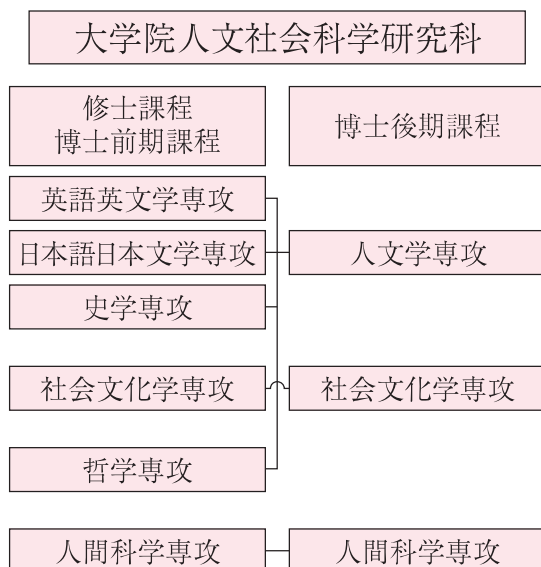 大学院人文社会科学研究科
修士課程
博士前期課程
博士後期課程
英語英文学専攻
日本語日本文学専攻
人文学専攻
史学専攻
社会文化学専攻
社会文化学専攻
哲学専攻
人間科学専攻
人間科学専攻